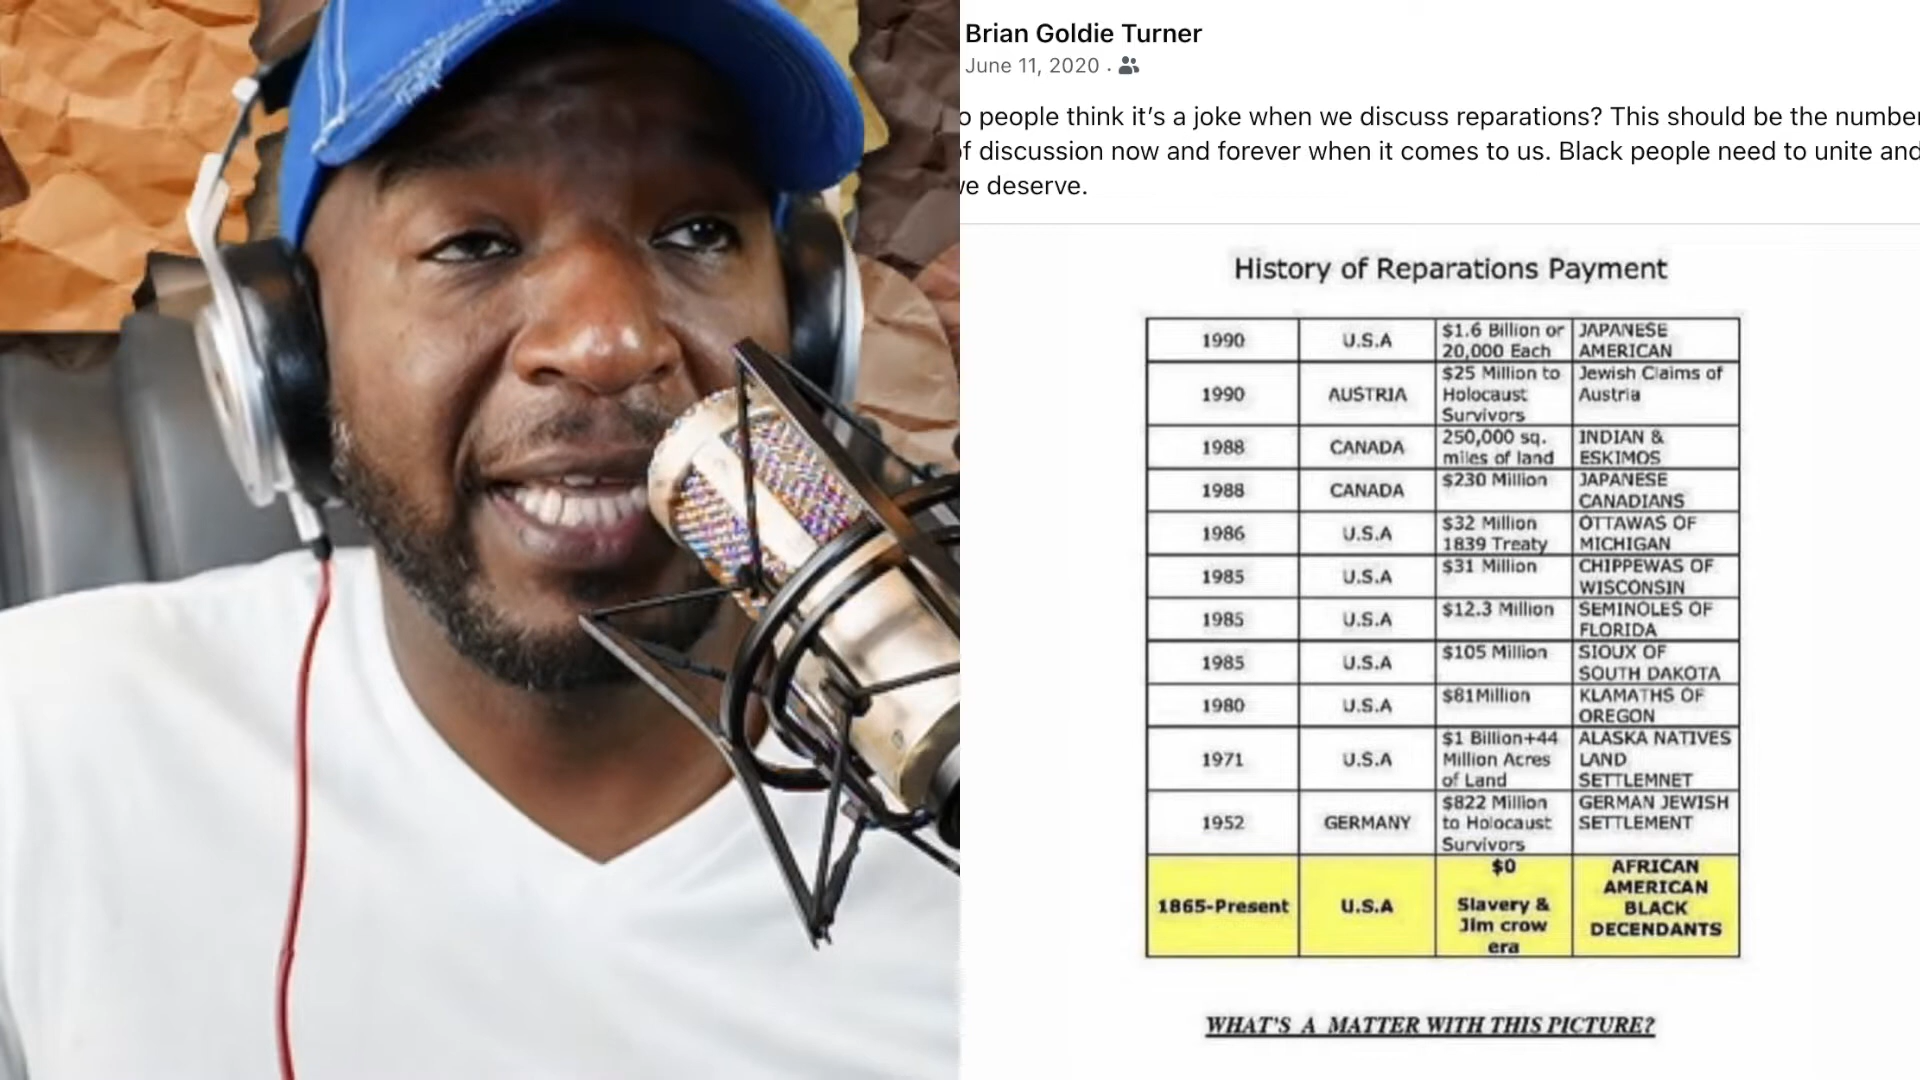 Brian Goldie Turner
June 11, 2020 ·
people think it's a joke when we discuss reparations? This should be the number
of discussion now and forever when it comes to us. Black people need to unite and
we deserve.
History of Reparations Payment
1990 U.S.A $1.6 Billion or 20,000 Each JAPANESE AMERICAN
1990 AUSTRIA $25 Million to Holocaust Survivors Jewish Claims of Austria
1988 CANADA 250,000 sq. miles of land INDIAN & ESKIMOS
1988 CANADA $230 Million JAPANESE CANADIANS
1986 U.S.A $32 Million 1839 Treaty OTTAWAS OF MICHIGAN
1985 U.S.A $31 Million CHIPPEWAS OF WISCONSIN
1985 U.S.A $12.3 Million SEMINOLES OF FLORIDA
1985 U.S.A $105 Million SIOUX OF SOUTH DAKOTA
1980 U.S.A $81Million KLAMATHS OF OREGON
1971 U.S.A $1 Billion+44 Million Acres of Land ALASKA NATIVES LAND SETTLEMNET
1952 GERMANY $822 Million to Holocaust Survivors GERMAN JEWISH SETTLEMENT
1865-Present U.S.A $0 Slavery & Jim crow era AFRICAN AMERICAN BLACK DECENDANTS
WHAT'S A MATTER WITH THIS PICTURE?